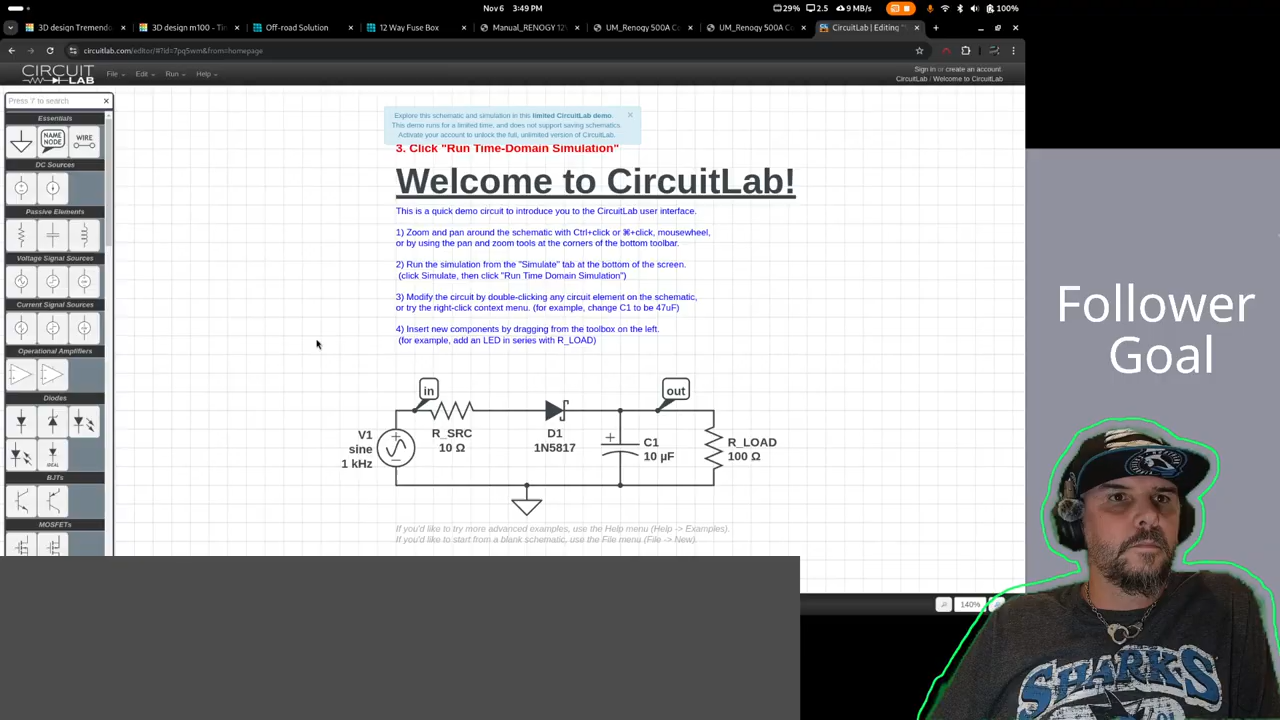 Nov 6 3:49 PM
29% 2.5 9 MB/s 100%
3D design Tremendo
3D design m100 - Tin
Off-road Solution
12 Way Fuse Box
Manual_RENOGY 12V
UM_Renogy 500A Co
UM_Renogy 500A Co
CircuitLab | Editing "
circuitlab.com/editor/#?id=7pq5wm&from=homepage
CIRCUIT
LAB
File Edit Run Help
Sign in or create an account.
CircuitLab / Welcome to CircuitLab
Press '/' to search
Essentials
NAME NODE
WIRE
DC Sources
Passive Elements
Voltage Signal Sources
Current Signal Sources
Operational Amplifiers
Diodes
IDEAL
BJTs
MOSFETs
Explore this schematic and simulation in this limited CircuitLab demo.
This demo runs for a limited time, and does not support saving schematics.
Activate your account to unlock the full, unlimited version of CircuitLab.
3. Click "Run Time-Domain Simulation"
Welcome to CircuitLab!
This is a quick demo circuit to introduce you to the CircuitLab user interface.
1) Zoom and pan around the schematic with Ctrl+click or ⌘+click, mousewheel,
or by using the pan and zoom tools at the corners of the bottom toolbar.
2) Run the simulation from the "Simulate" tab at the bottom of the screen.
(click Simulate, then click "Run Time Domain Simulation")
3) Modify the circuit by double-clicking any circuit element on the schematic,
or try the right-click context menu. (for example, change C1 to be 47uF)
4) Insert new components by dragging from the toolbox on the left.
(for example, add an LED in series with R_LOAD)
in
out
V1
sine
1 kHz
R_SRC
10 Ω
D1
1N5817
C1
10 µF
R_LOAD
100 Ω
If you'd like to try more advanced examples, use the Help menu (Help -> Examples).
If you'd like to start from a blank schematic, use the File menu (File -> New).
140%
Follower
Goal
SHARKS